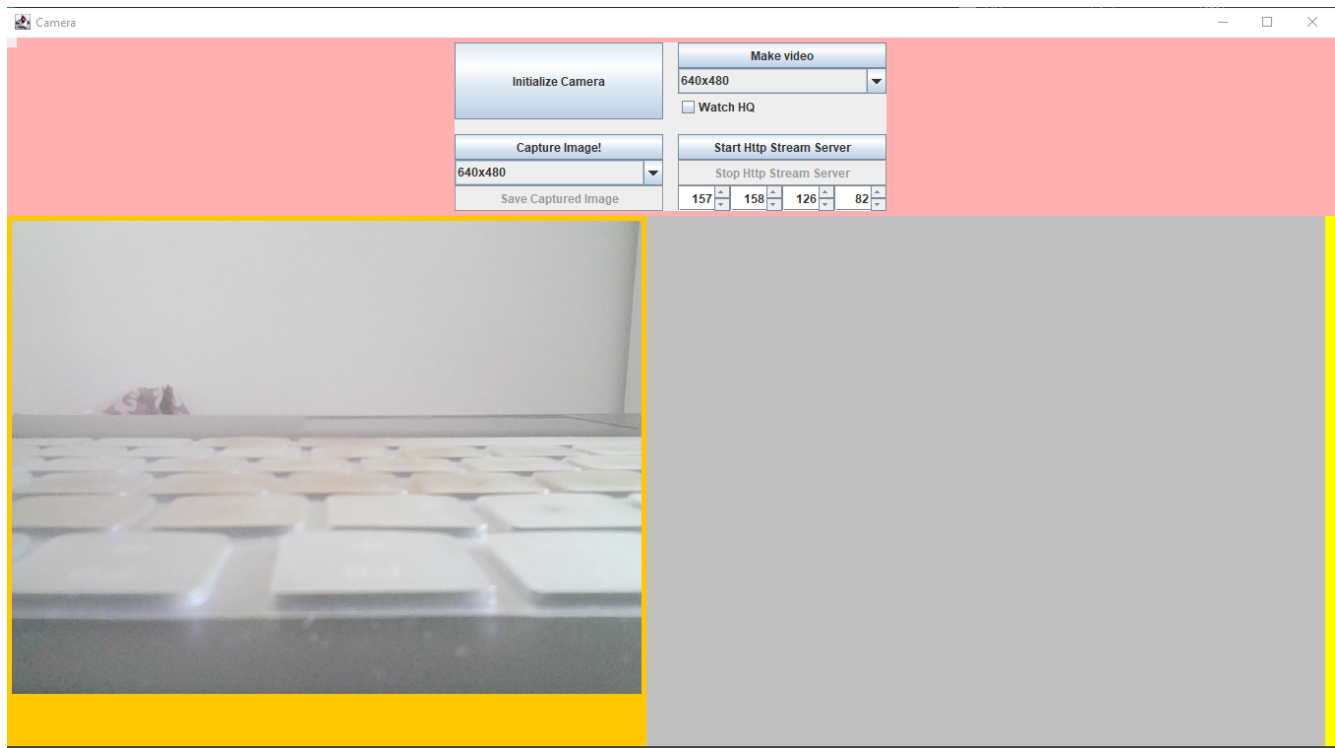 Camera
Initialize Camera
Make video
640x480
Watch HQ
Capture Image!
640x480
Save Captured Image
Start Http Stream Server
Stop Http Stream Server
157 158 126 82